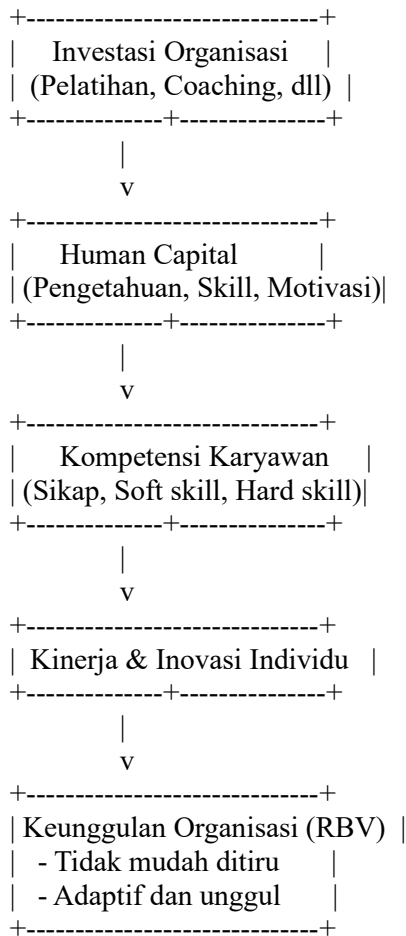 +------------------------------+
| Investasi Organisasi |
| (Pelatihan, Coaching, dll) |
+--------------+---------------+
|
v
+------------------------------+
| Human Capital |
| (Pengetahuan, Skill, Motivasi)|
+--------------+---------------+
|
v
+------------------------------+
| Kompetensi Karyawan |
| (Sikap, Soft skill, Hard skill)|
+--------------+---------------+
|
v
+------------------------------+
| Kinerja & Inovasi Individu |
+--------------+---------------+
|
v
+------------------------------+
| Keunggulan Organisasi (RBV) |
| - Tidak mudah ditiru |
| - Adaptif dan unggul |
+------------------------------+